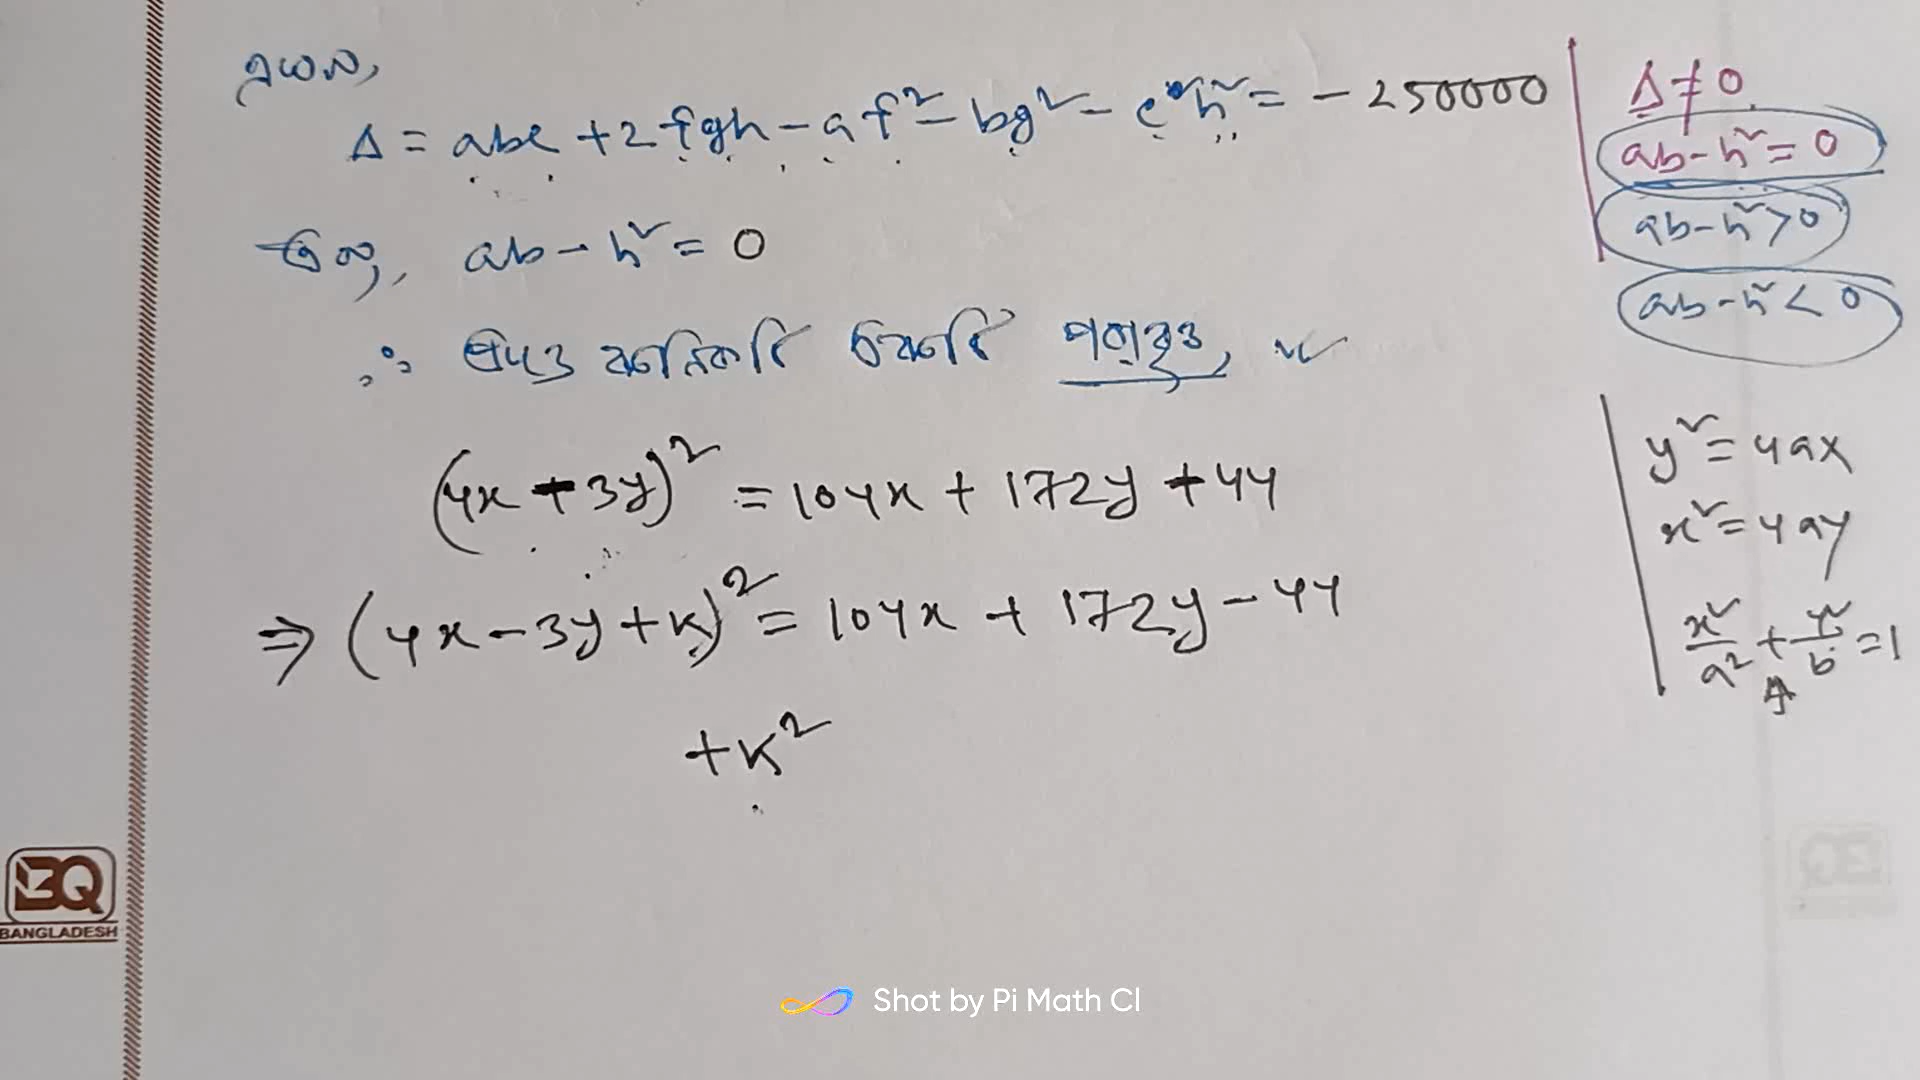 এখন,
Δ = abc + 2fgh - af² - bg² - ch² = - 250000
ab - h² = 0
∴ প্রদত্ত কনিকটি একটি পরাবৃত্ত,
(4x - 3y)² = 104x + 172y + 44
⇒ (4x - 3y + k)² = 104x + 172y - 44
+ k²
Δ ≠ 0
ab - h² = 0
ab - h² > 0
ab - h² < 0
y² = 4ax
x² = 4ay
x²/a² + y²/b = 1
BQ
BANGLADESH
Shot by Pi Math Cl